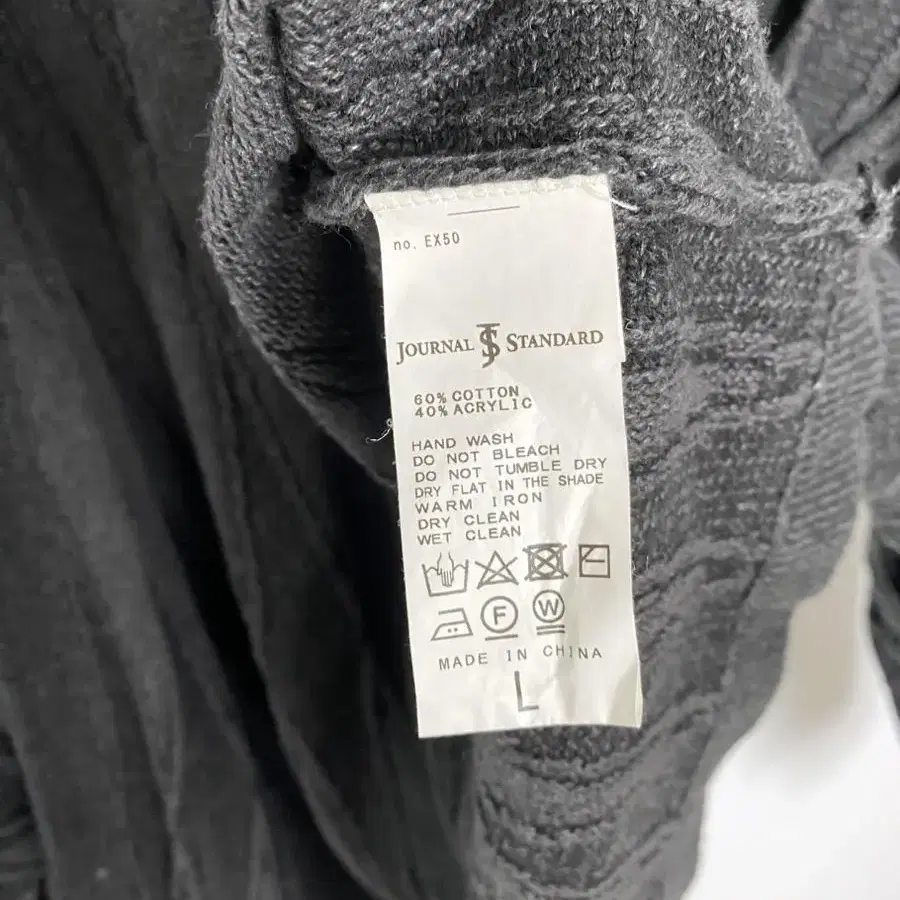 no. EX50
JOURNAL JS STANDARD
60% COTTON
40% ACRYLIC
HAND WASH
DO NOT BLEACH
DO NOT TUMBLE DRY
DRY FLAT IN THE SHADE
WARM IRON
DRY CLEAN
WET CLEAN
F W
MADE IN CHINA
L